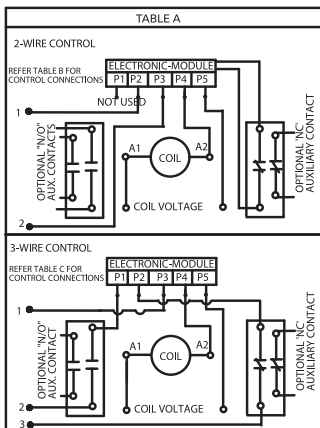 TABLE A
2-WIRE CONTROL
ELECTRONIC-MODULE
REFER TABLE B FOR
CONTROL CONNECTIONS
P1 P2 P3 P4 P5
NOT USED
1
OPTIONAL "N/O"
AUX. CONTACTS
A1
COIL
A2
OPTIONAL 'NC'
AUXILIARY CONTACT
COIL VOLTAGE
2
3-WIRE CONTROL
ELECTRONIC-MODULE
REFER TABLE C FOR
CONTROL CONNECTIONS
P1 P2 P3 P4 P5
1
OPTIONAL "N/O"
AUX. CONTACT
A1
COIL
A2
OPTIONAL 'NC'
AUXILIARY CONTACT
2
COIL VOLTAGE
3